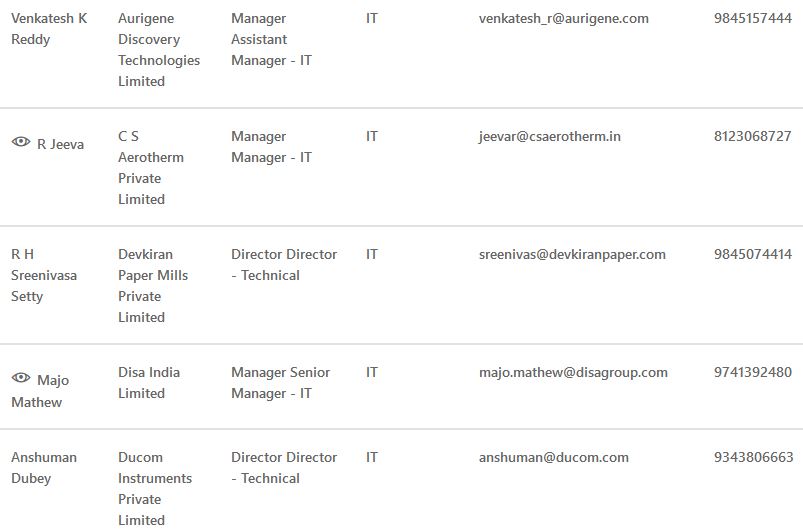 Venkatesh K Manager IT venkatesh_r@aurigene.com 9845157444
Reddy Aurigene Discovery Technologies Limited Assistant Manager - IT
R Jeeva C S Aerotherm Private Limited Manager Manager - IT IT jeevar@csaerotherm.in 8123068727
R H Sreenivasa Setty Devkiran Paper Mills Private Limited Director Director - Technical IT sreenivas@devkiranpaper.com 9845074414
Majo Mathew Disa India Limited Manager Senior Manager - IT IT majo.mathew@disagroup.com 9741392480
Anshuman Dubey Ducom Instruments Private Limited Director Director - Technical IT anshuman@ducom.com 9343806663